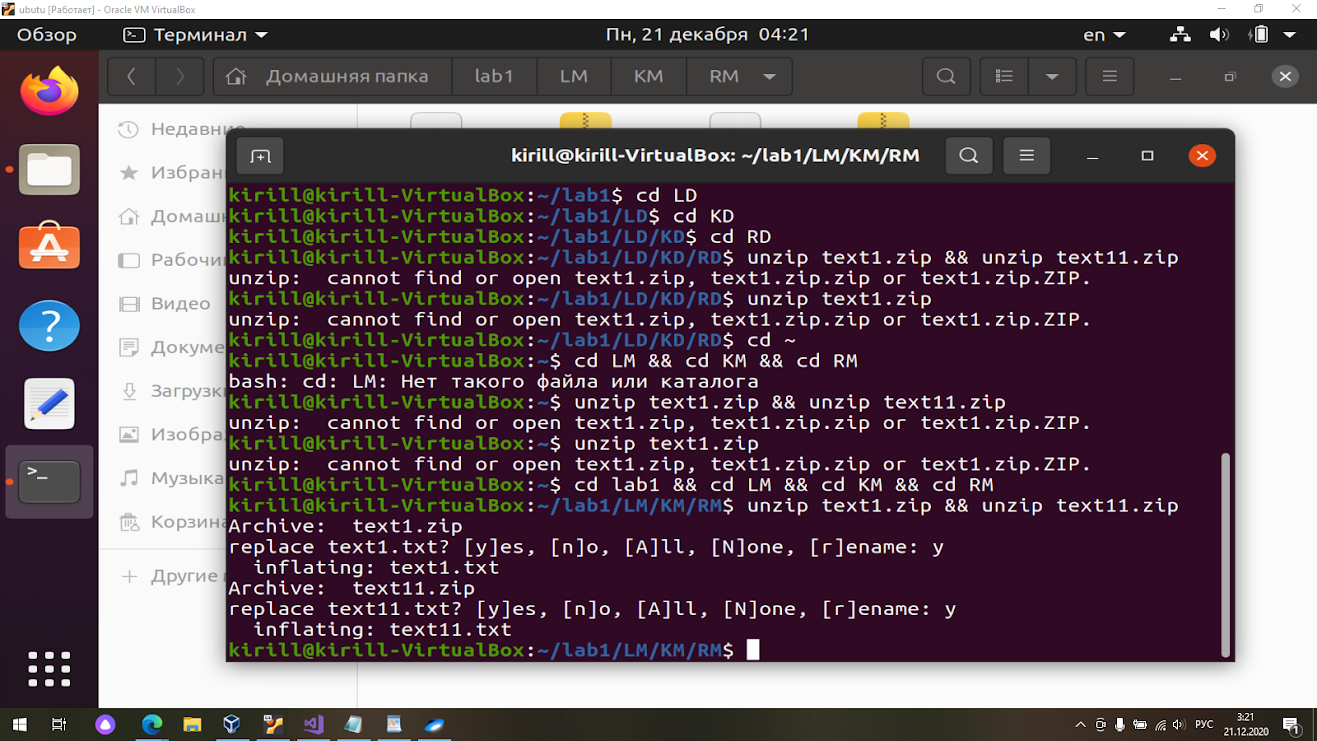 ubutu [Работает] - Oracle VM VirtualBox
Обзор Терминал Пн, 21 декабря 04:21 en
Домашняя папка lab1 LM KM RM
Недавние
kirill@kirill-VirtualBox: ~/lab1/LM/KM/RM
kirill@kirill-VirtualBox:~/lab1$ cd LD
kirill@kirill-VirtualBox:~/lab1/LD$ cd KD
kirill@kirill-VirtualBox:~/lab1/LD/KD$ cd RD
kirill@kirill-VirtualBox:~/lab1/LD/KD/RD$ unzip text1.zip && unzip text11.zip
unzip:  cannot find or open text1.zip, text1.zip.zip or text1.zip.ZIP.
kirill@kirill-VirtualBox:~/lab1/LD/KD/RD$ unzip text1.zip
unzip:  cannot find or open text1.zip, text1.zip.zip or text1.zip.ZIP.
kirill@kirill-VirtualBox:~/lab1/LD/KD/RD$ cd ~
kirill@kirill-VirtualBox:~$ cd LM && cd KM && cd RM
bash: cd: LM: Нет такого файла или каталога
kirill@kirill-VirtualBox:~$ unzip text1.zip && unzip text11.zip
unzip:  cannot find or open text1.zip, text1.zip.zip or text1.zip.ZIP.
kirill@kirill-VirtualBox:~$ unzip text1.zip
unzip:  cannot find or open text1.zip, text1.zip.zip or text1.zip.ZIP.
kirill@kirill-VirtualBox:~$ cd lab1 && cd LM && cd KM && cd RM
kirill@kirill-VirtualBox:~/lab1/LM/KM/RM$ unzip text1.zip && unzip text11.zip
Archive:  text1.zip
replace text1.txt? [y]es, [n]o, [A]ll, [N]one, [r]ename: y
  inflating: text1.txt
Archive:  text11.zip
replace text11.txt? [y]es, [n]o, [A]ll, [N]one, [r]ename: y
  inflating: text11.txt
kirill@kirill-VirtualBox:~/lab1/LM/KM/RM$
Избран
Домашн
Рабочи
Видео
Докуме
Загрузк
Изобра
Музыка
Корзина
Другие
РУС
3:21
21.12.2020
1